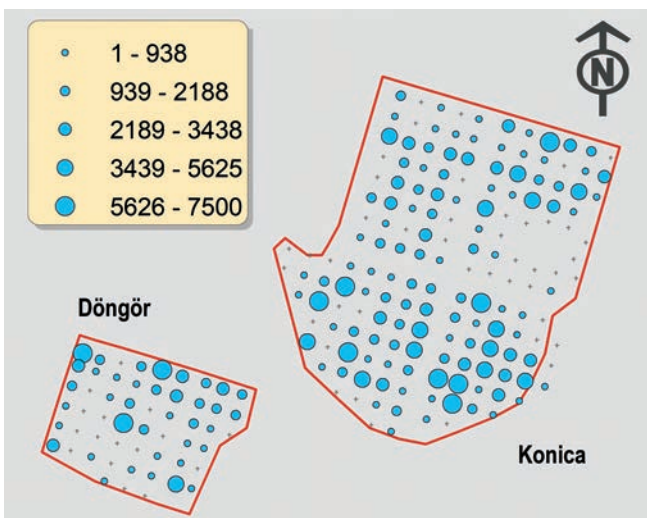 1 - 938
939 - 2188
2189 - 3438
3439 - 5625
5626 - 7500
N
Döngör
Konica